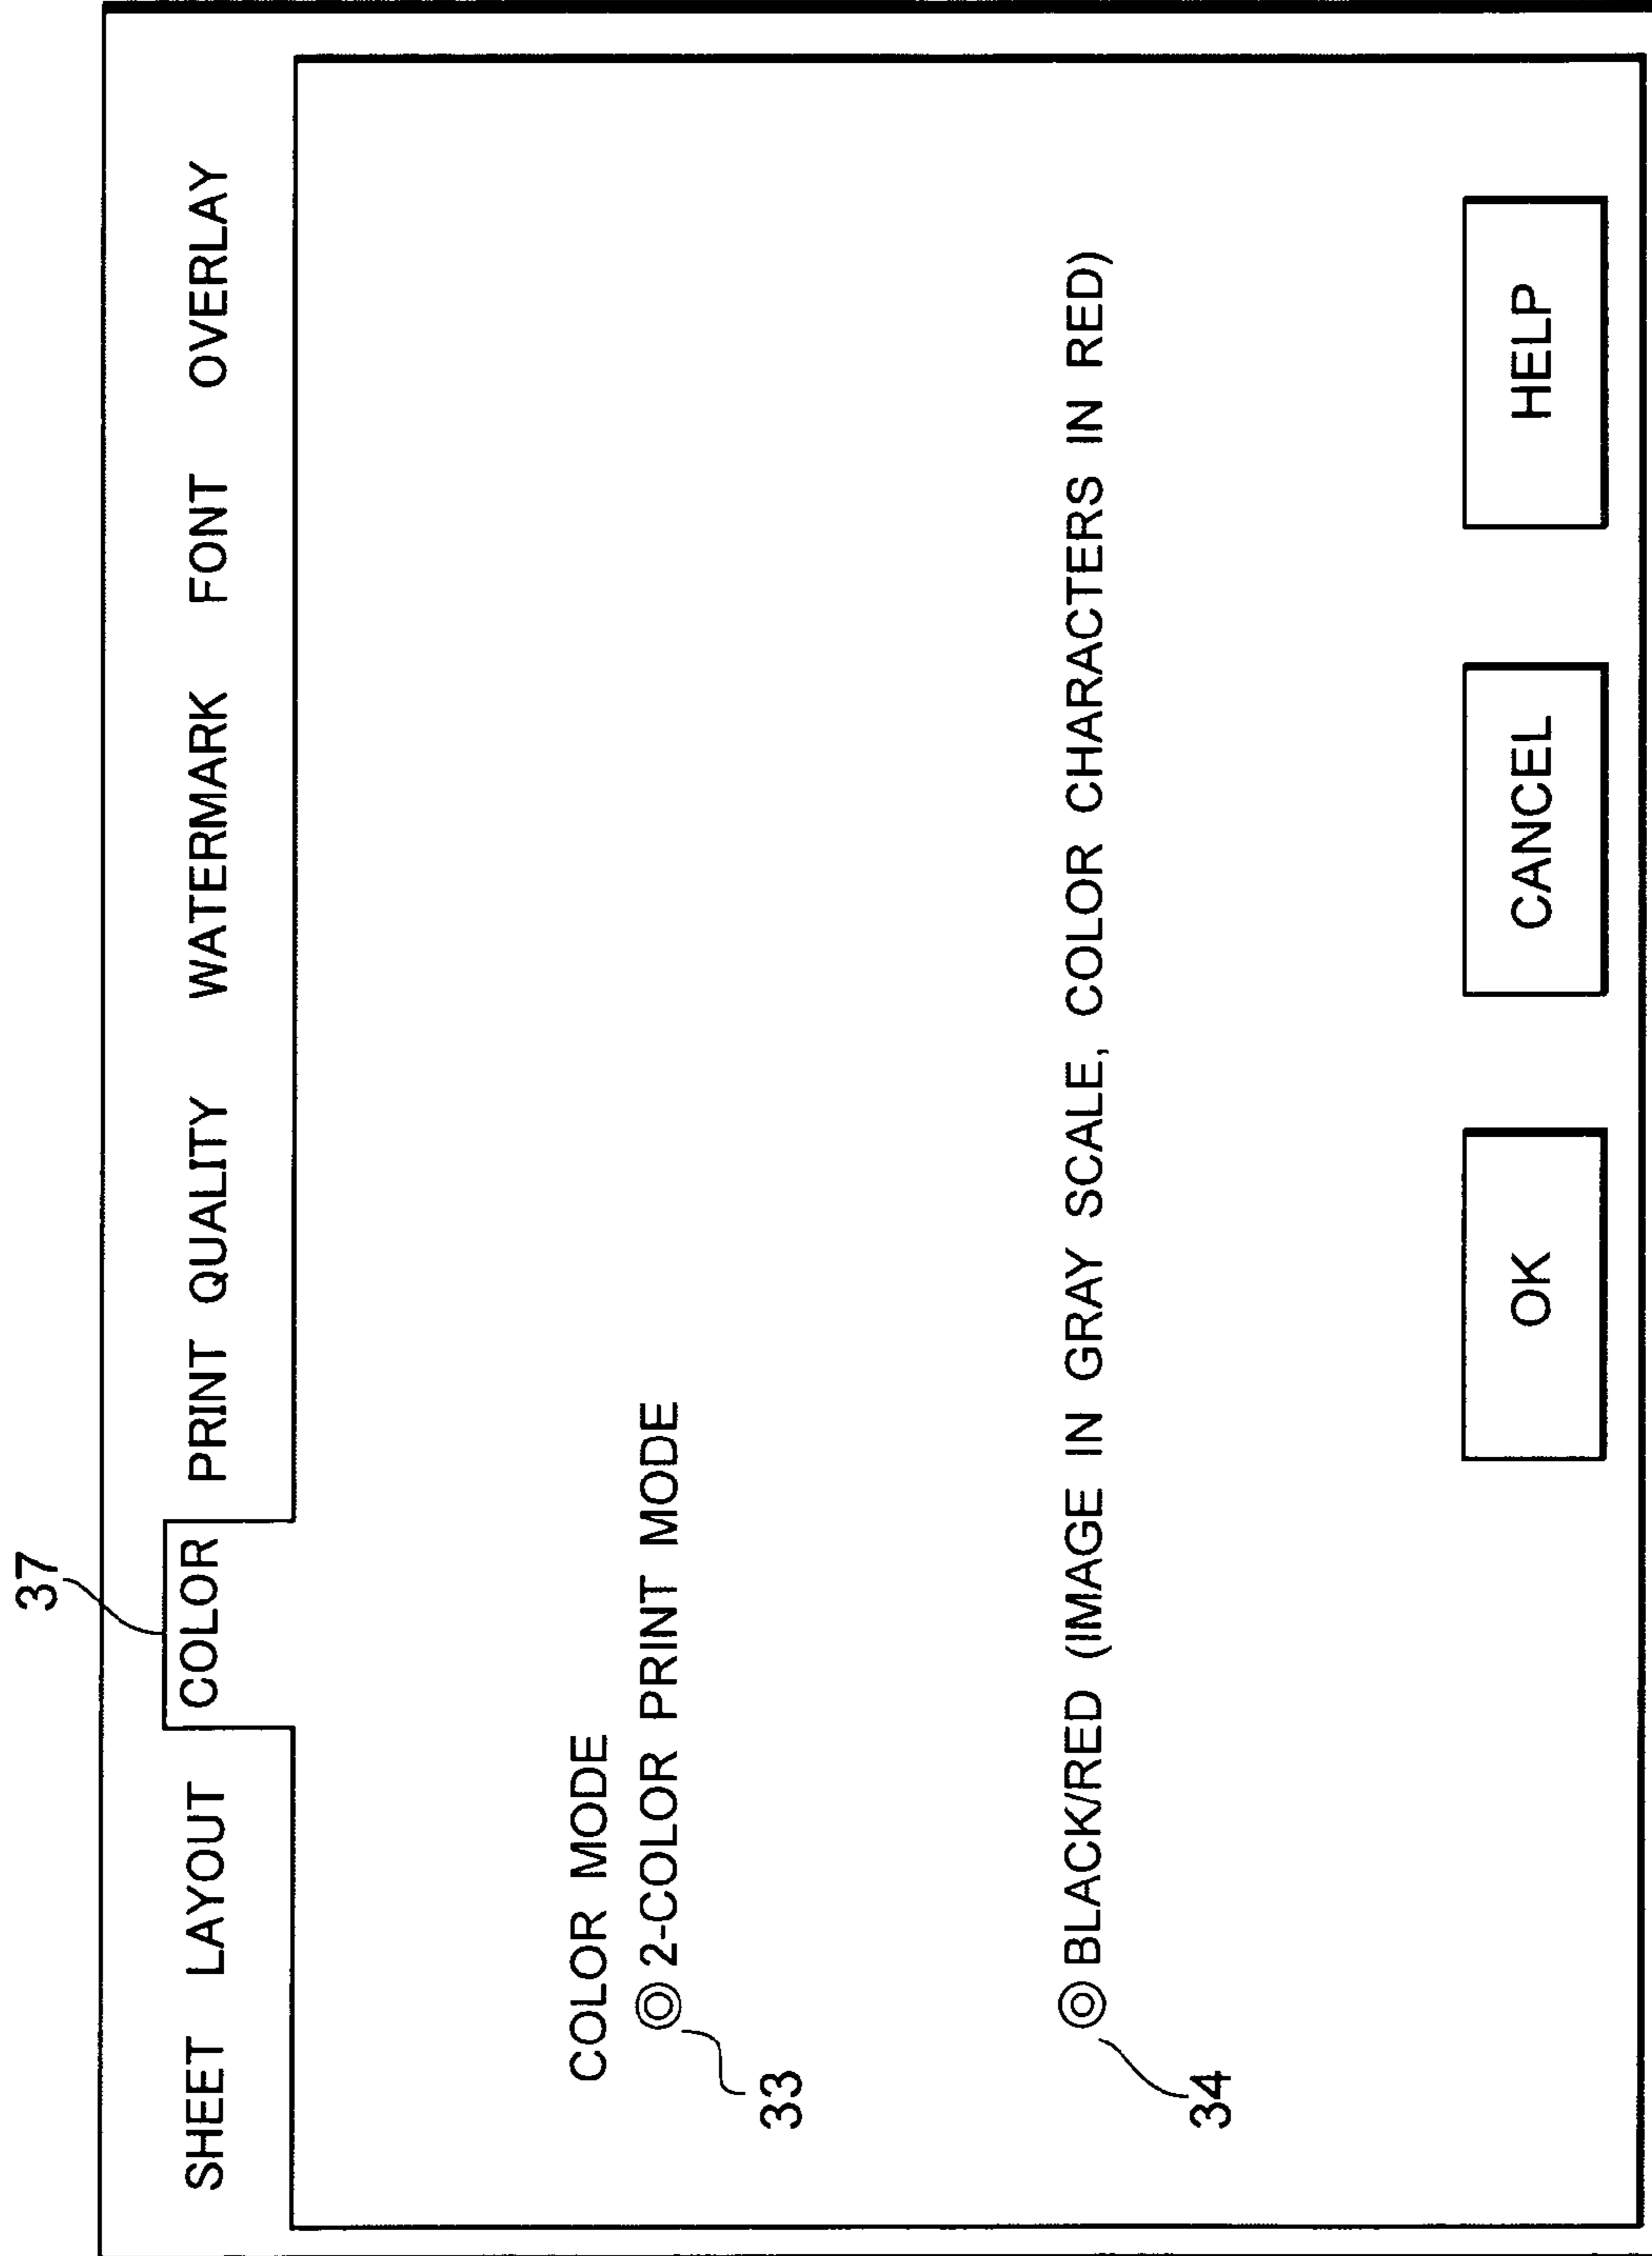 37
SHEET LAYOUT COLOR PRINT QUALITY WATERMARK FONT OVERLAY
COLOR MODE
2-COLOR PRINT MODE
33
BLACK/RED (IMAGE IN GRAY SCALE, COLOR CHARACTERS IN RED)
34
OK CANCEL HELP